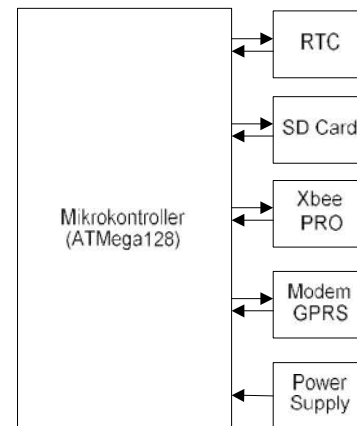 RTC
SD Card
Xbee
PRO
Mikrokontroller
(ATMega128)
Modem
GPRS
Power
Supply